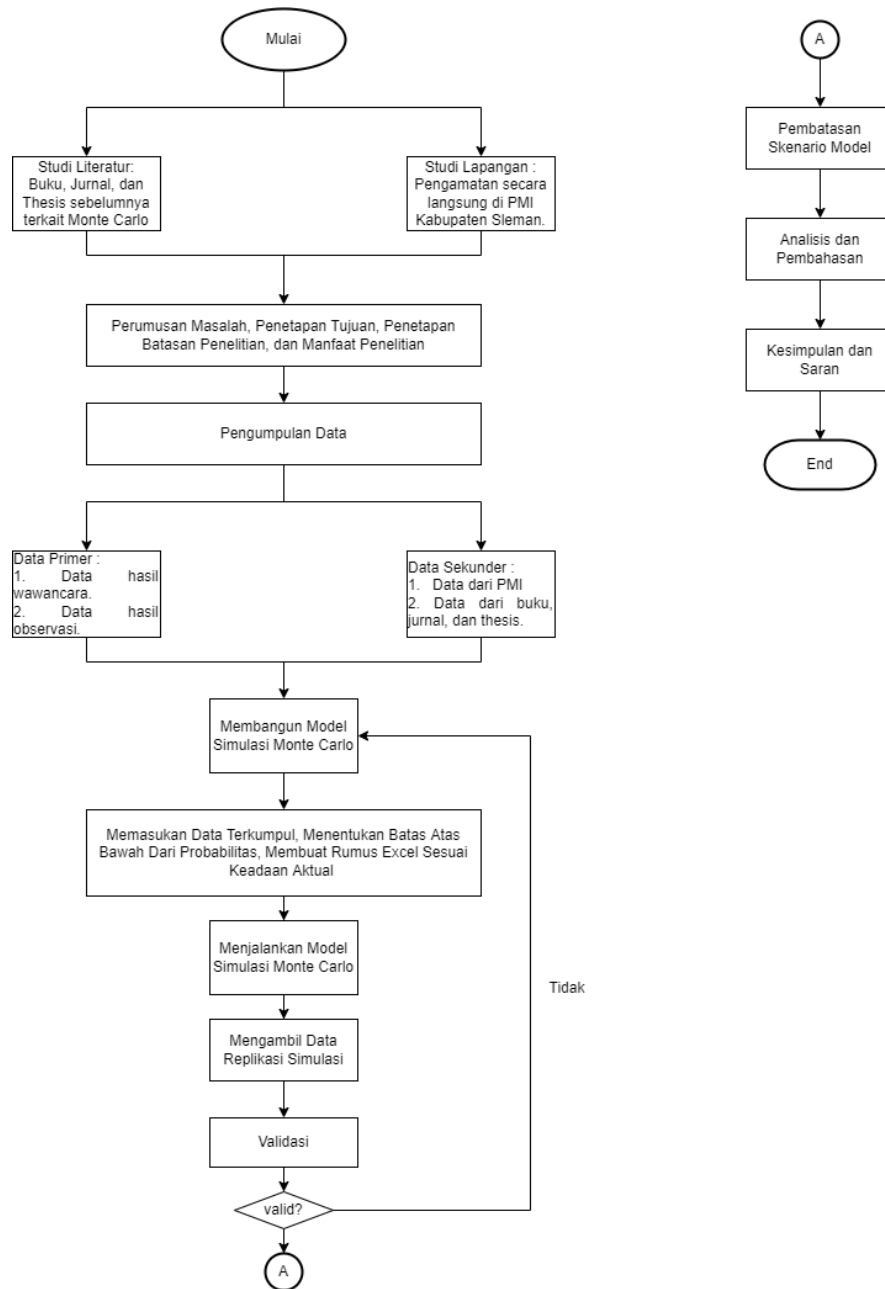 Mulai
Studi Literatur:
Buku, Jurnal, dan
Thesis sebelumnya
terkait Monte Carlo
Studi Lapangan :
Pengamatan secara
langsung di PMI
Kabupaten Sleman.
Perumusan Masalah, Penetapan Tujuan, Penetapan
Batasan Penelitian, dan Manfaat Penelitian
Pengumpulan Data
Data Primer :
1. Data hasil
wawancara.
2. Data hasil
observasi.
Data Sekunder :
1. Data dari PMI
2. Data dari buku,
jurnal, dan thesis.
Membangun Model
Simulasi Monte Carlo
Memasukan Data Terkumpul, Menentukan Batas Atas
Bawah Dari Probabilitas, Membuat Rumus Excel Sesuai
Keadaan Aktual
Menjalankan Model
Simulasi Monte Carlo
Mengambil Data
Replikasi Simulasi
Validasi
valid?
Tidak
A
A
Pembatasan
Skenario Model
Analisis dan
Pembahasan
Kesimpulan dan
Saran
End